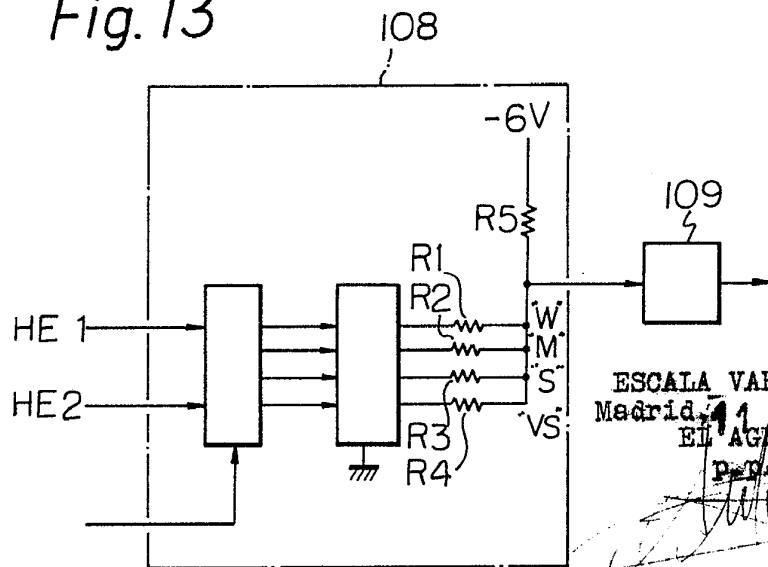 Fig. 13
108
-6V
109
R5
R1
R2
HE 1
"W"
"M"
"S"
HE2
"VS"
R3
R4
ESCALA
Madrid,
EL
p.p.